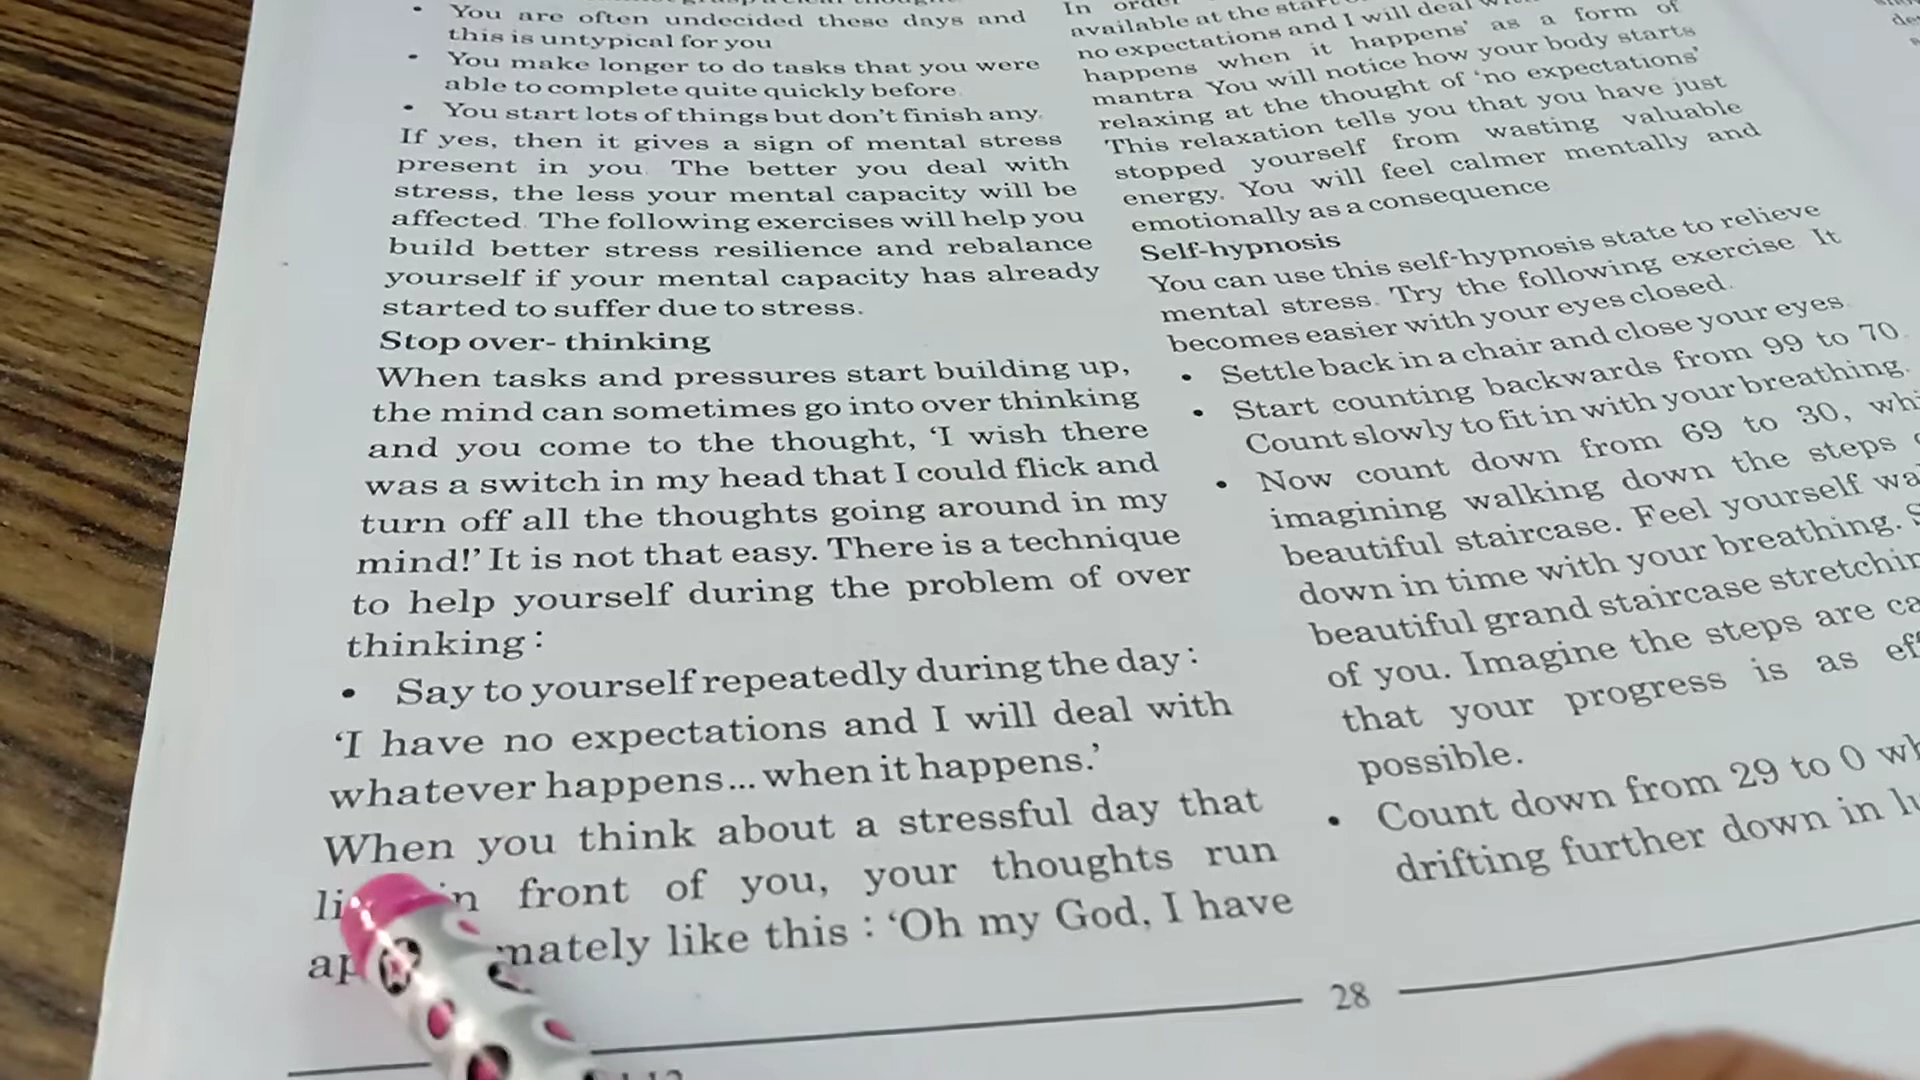 • You are often undecided these days and
this is untypical for you
• You make longer to do tasks that you were
able to complete quite quickly before.
• You start lots of things but don't finish any.
If yes, then it gives a sign of mental stress
present in you. The better you deal with
stress, the less your mental capacity will be
affected. The following exercises will help you
build better stress resilience and rebalance
yourself if your mental capacity has already
started to suffer due to stress.
Stop over- thinking
When tasks and pressures start building up,
the mind can sometimes go into over thinking
and you come to the thought, 'I wish there
was a switch in my head that I could flick and
turn off all the thoughts going around in my
mind!' It is not that easy. There is a technique
to help yourself during the problem of over
thinking :
• Say to yourself repeatedly during the day :
'I have no expectations and I will deal with
whatever happens... when it happens.'
When you think about a stressful day that
front of you, your thoughts run
like this : 'Oh my God, I have
In
available at the start
no expectations and I will deal
happens when it happens' as a form of
mantra. You will notice how your body starts
relaxing at the thought of 'no expectations'
This relaxation tells you that you have just
stopped yourself from wasting valuable
energy. You will feel calmer mentally and
emotionally as a consequence
Self-hypnosis
You can use this self-hypnosis state to relieve
mental stress. Try the following exercise. It
becomes easier with your eyes closed.
• Settle back in a chair and close your eyes.
• Start counting backwards from 99 to 70.
Count slowly to fit in with your breathing.
• Now count down from 69 to 30,
imagining walking down the steps
beautiful staircase. Feel yourself
down in time with your breathing.
beautiful grand staircase
of you. Imagine the steps are
that your progress is as
possible.
• Count down from 29 to 0
drifting further down in
28